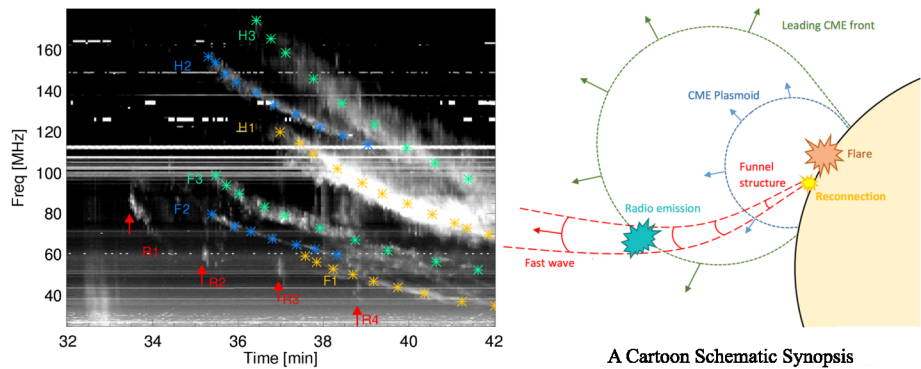 Freq [MHz]
160
140
120
100
80
60
40
H3
H2
H1
F3
F2
F1
R1
R2
R3
R4
32
34
36
38
40
42
Time [min]
Leading CME front
CME Plasmoid
Flare
Funnel
structure
Reconnection
Radio emission
Fast wave
A Cartoon Schematic Synopsis